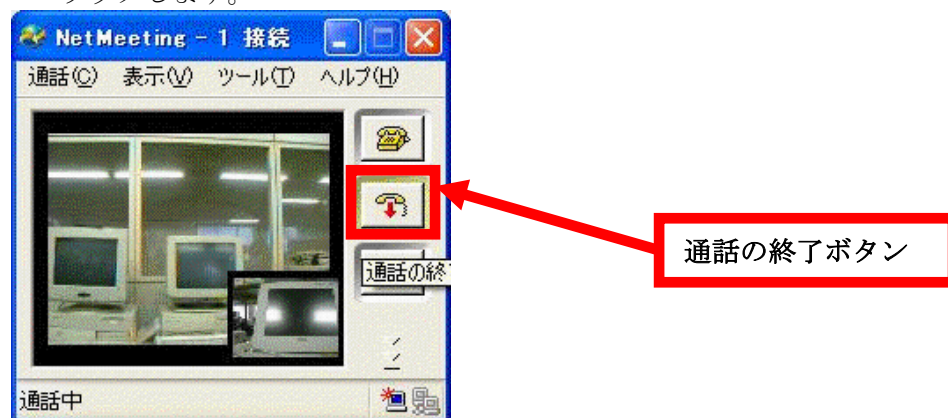 NetMeeting - 1 接続
通話(C) 表示(V) ツール(T) ヘルプ(H)
通話の終了ボタン
通話の終
通話中